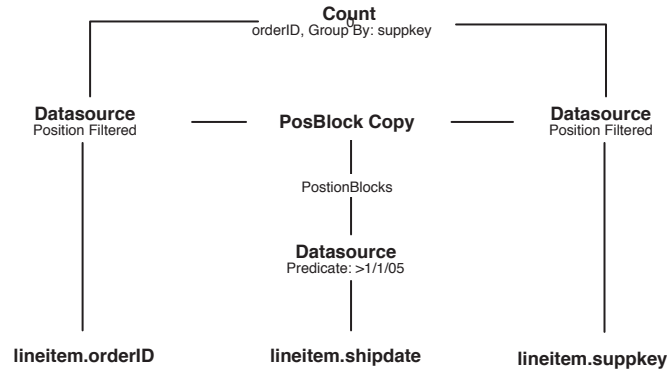 Count
0
orderID, Group By: suppkey
Datasource
Position Filtered
PosBlock Copy
Datasource
Position Filtered
PostionBlocks
Datasource
Predicate: >1/1/05
lineitem.orderID
lineitem.shipdate
lineitem.suppkey